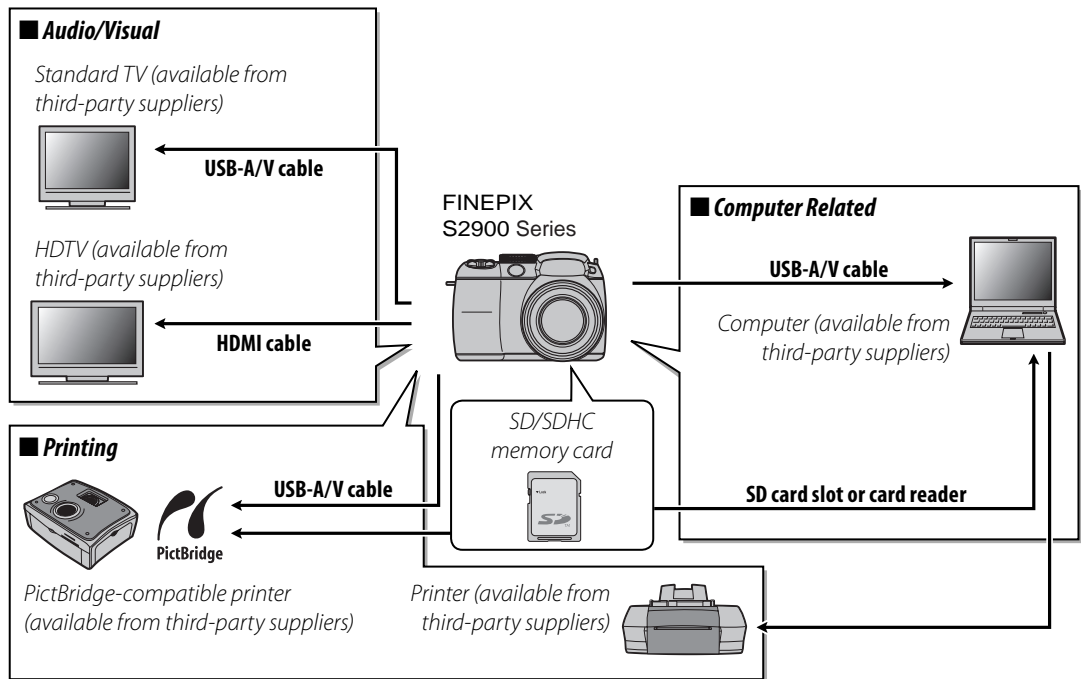 ■ Audio/Visual
Standard TV (available from
third-party suppliers)
USB-A/V cable
HDTV (available from
third-party suppliers)
HDMI cable
FINEPIX
S2900 Series
■ Computer Related
USB-A/V cable
Computer (available from
third-party suppliers)
SD/SDHC
memory card
Lock
SD
TM
SD card slot or card reader
■ Printing
USB-A/V cable
PictBridge
PictBridge-compatible printer
(available from third-party suppliers)
Printer (available from
third-party suppliers)